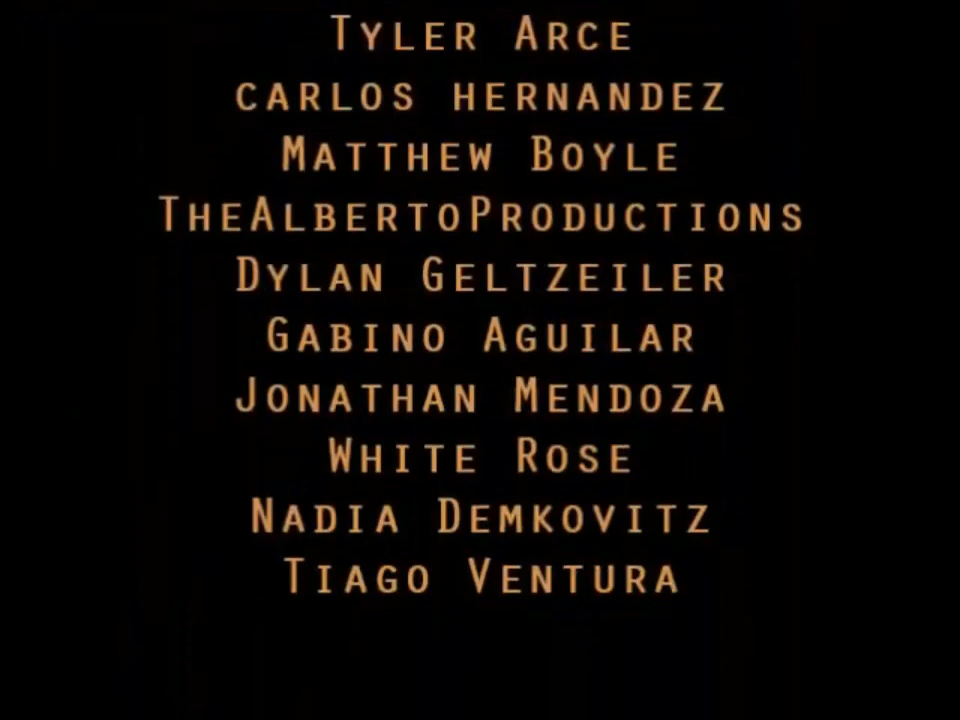 Tyler Arce
carlos hernandez
Matthew Boyle
TheAlbertoProductions
Dylan Geltzeiler
Gabino Aguilar
Jonathan Mendoza
White Rose
Nadia Demkovitz
Tiago Ventura